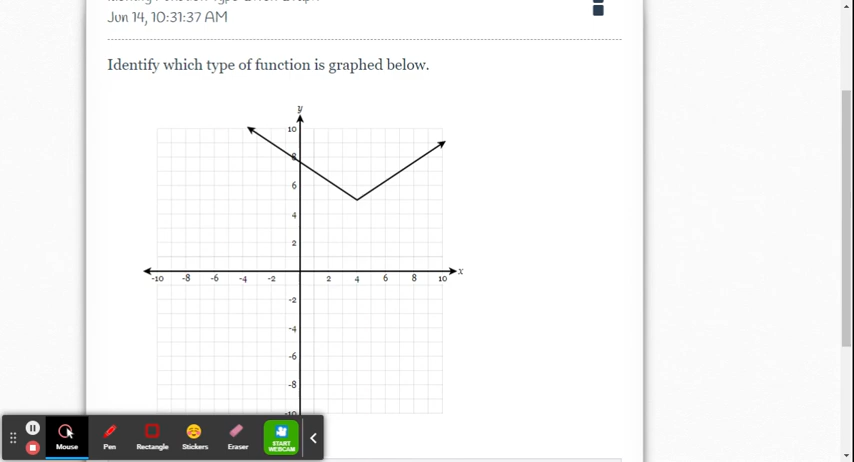 Jun 14, 10:31:37 AM
Identify which type of function is graphed below.
y
10
8
6
4
2
-10 -8 -6 -4 -2 2 4 6 8 10 x
-2
-4
-6
-8
-10
Mouse Pen Rectangle Stickers Eraser START WEBCAM